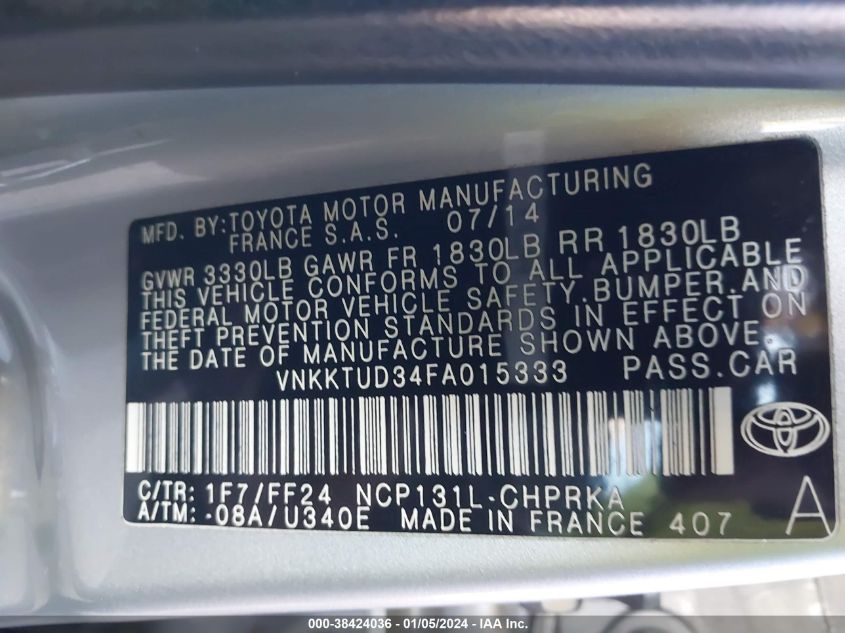 MFD. BY: TOYOTA MOTOR MANUFACTURING
FRANCE S.A.S. 07/14
GVWR 3330LB GAWR FR 1830LB RR 1830LB
THIS VEHICLE CONFORMS TO ALL APPLICABLE
FEDERAL MOTOR VEHICLE SAFETY, BUMPER, AND
THEFT PREVENTION STANDARDS IN EFFECT ON
THE DATE OF MANUFACTURE SHOWN ABOVE.
VNKKTUD34FA015333 PASS.CAR
C/TR: 1F7/FF24 NCP131L-CHPRKA
A/TM: -08A/U340E MADE IN FRANCE 407 A
000-38424036 - 01/05/2024 - IAA Inc.